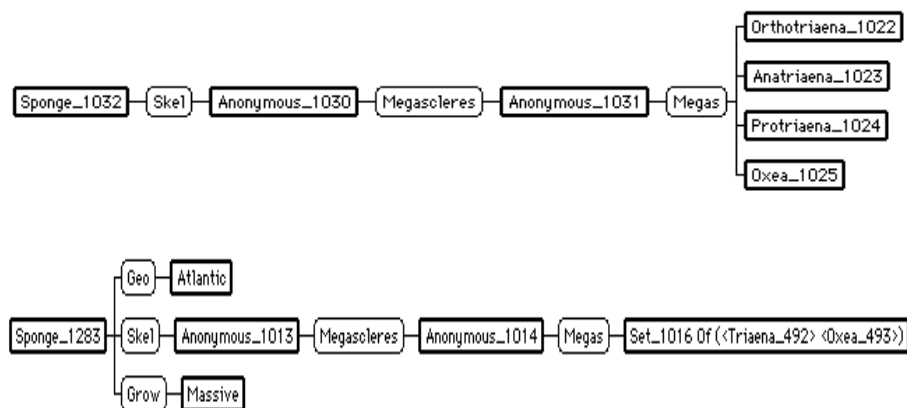 Orthotriaena_1022
Anatriaena_1023
Sponge_1032 Skel Anonymous_1030 Megascleres Anonymous_1031 Megas
Protriaena_1024
Oxea_1025
Geo Atlantic
Sponge_1283 Skel Anonymous_1013 Megascleres Anonymous_1014 Megas Set_1016 Of (<Triaena_492> <Oxea_493>)
Grow Massive